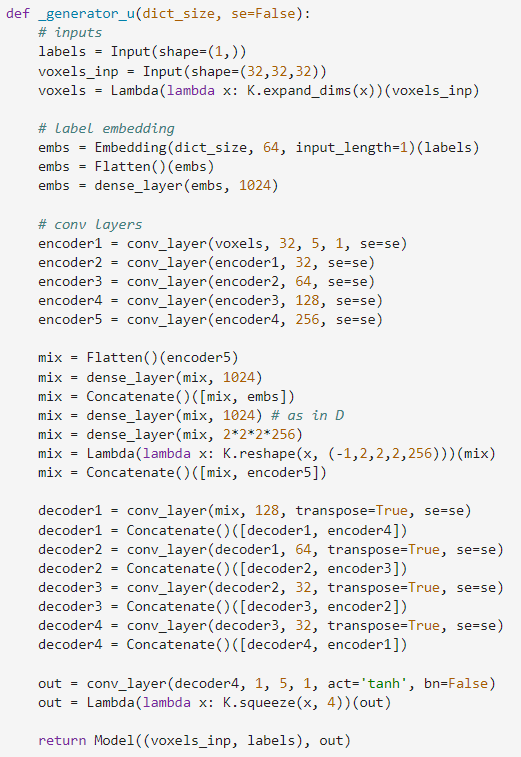 def _generator_u(dict_size, se=False):
    # inputs
    labels = Input(shape=(1,))
    voxels_inp = Input(shape=(32,32,32))
    voxels = Lambda(lambda x: K.expand_dims(x))(voxels_inp)

    # label embedding
    embs = Embedding(dict_size, 64, input_length=1)(labels)
    embs = Flatten()(embs)
    embs = dense_layer(embs, 1024)

    # conv layers
    encoder1 = conv_layer(voxels, 32, 5, 1, se=se)
    encoder2 = conv_layer(encoder1, 32, se=se)
    encoder3 = conv_layer(encoder2, 64, se=se)
    encoder4 = conv_layer(encoder3, 128, se=se)
    encoder5 = conv_layer(encoder4, 256, se=se)

    mix = Flatten()(encoder5)
    mix = dense_layer(mix, 1024)
    mix = Concatenate()([mix, embs])
    mix = dense_layer(mix, 1024) # as in D
    mix = dense_layer(mix, 2*2*2*256)
    mix = Lambda(lambda x: K.reshape(x, (-1,2,2,2,256)))(mix)
    mix = Concatenate()([mix, encoder5])

    decoder1 = conv_layer(mix, 128, transpose=True, se=se)
    decoder1 = Concatenate()([decoder1, encoder4])
    decoder2 = conv_layer(decoder1, 64, transpose=True, se=se)
    decoder2 = Concatenate()([decoder2, encoder3])
    decoder3 = conv_layer(decoder2, 32, transpose=True, se=se)
    decoder3 = Concatenate()([decoder3, encoder2])
    decoder4 = conv_layer(decoder3, 32, transpose=True, se=se)
    decoder4 = Concatenate()([decoder4, encoder1])

    out = conv_layer(decoder4, 1, 5, 1, act='tanh', bn=False)
    out = Lambda(lambda x: K.squeeze(x, 4))(out)

    return Model((voxels_inp, labels), out)